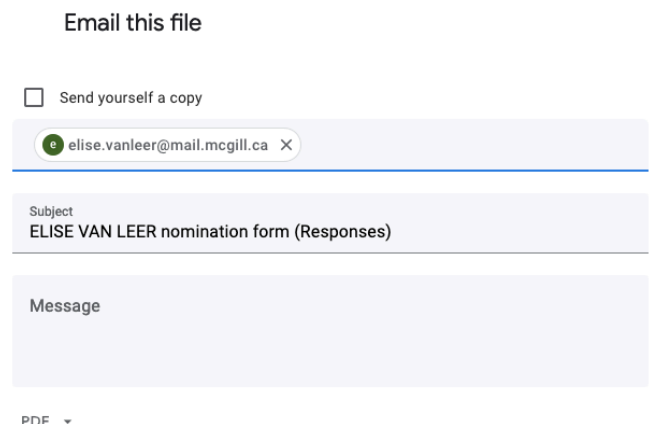 Email this file
Send yourself a copy
e elise.vanleer@mail.mcgill.ca
Subject
ELISE VAN LEER nomination form (Responses)
Message
PDF